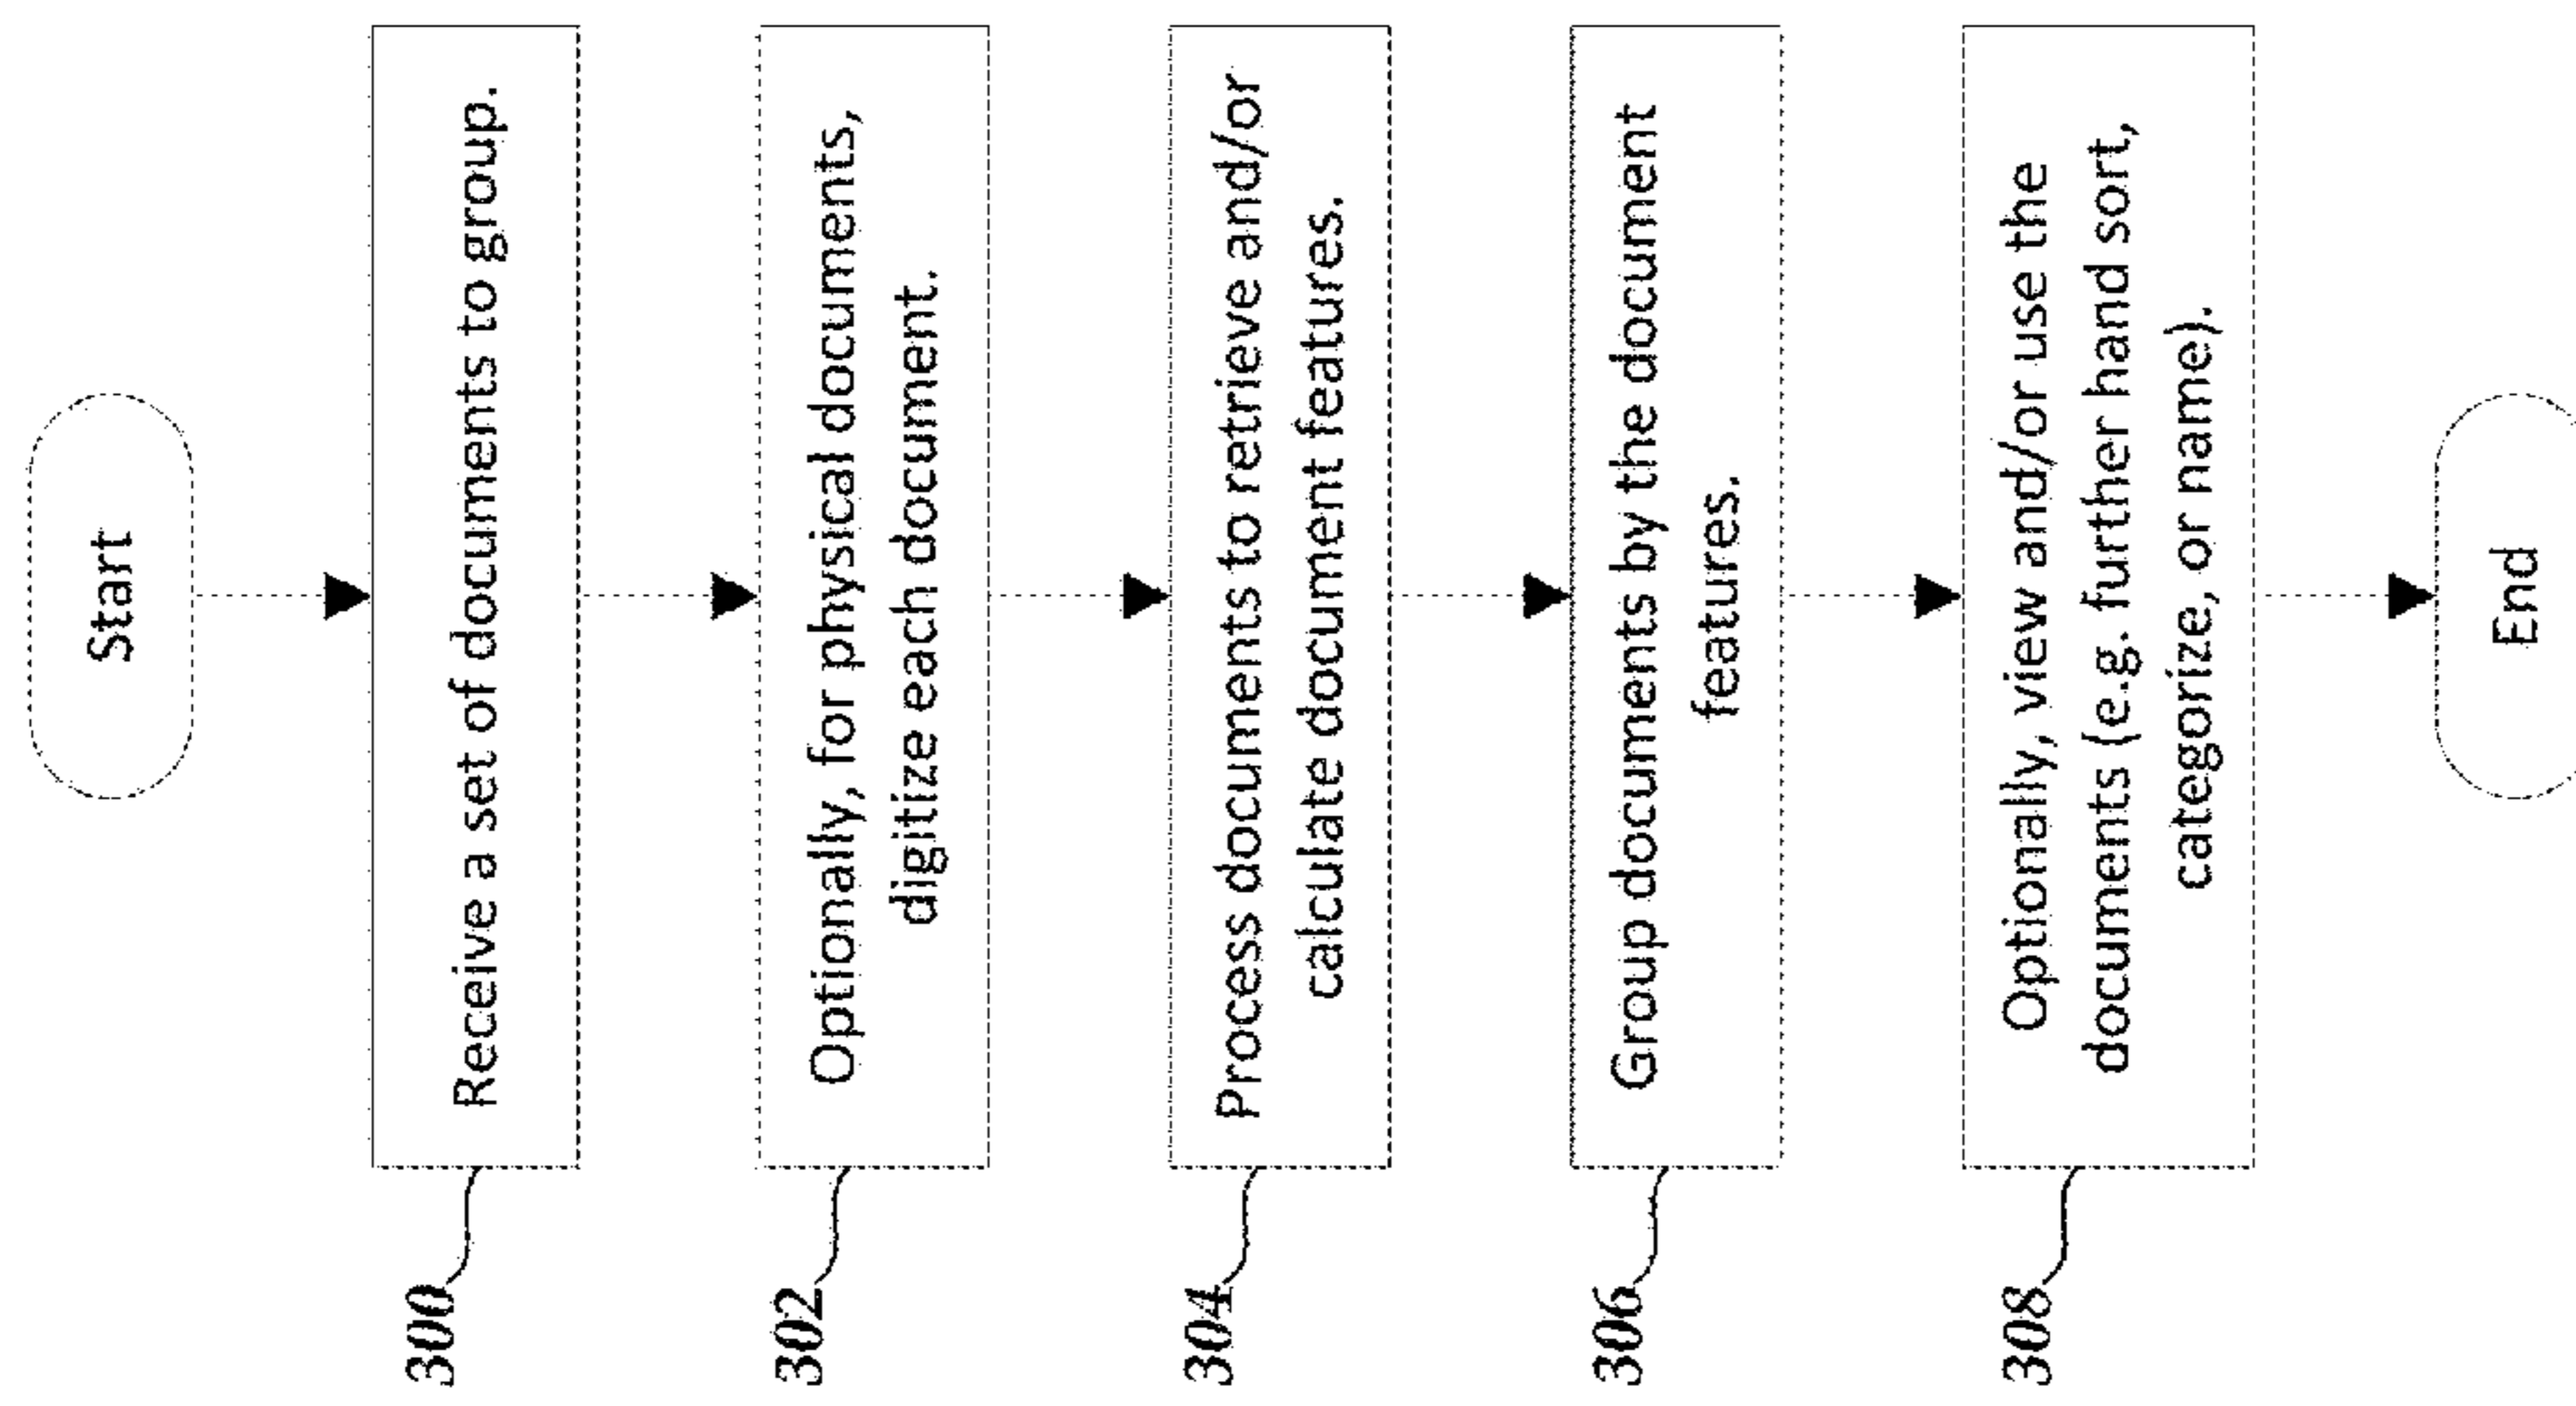 Start
300
Receive a set of documents to group.
302
Optionally, for physical documents,
digitize each document.
304
Process documents to retrieve and/or
calculate document features.
306
Group documents by the document
features.
308
Optionally, view and/or use the
documents (e.g. further hand sort,
categorize, or name).
End